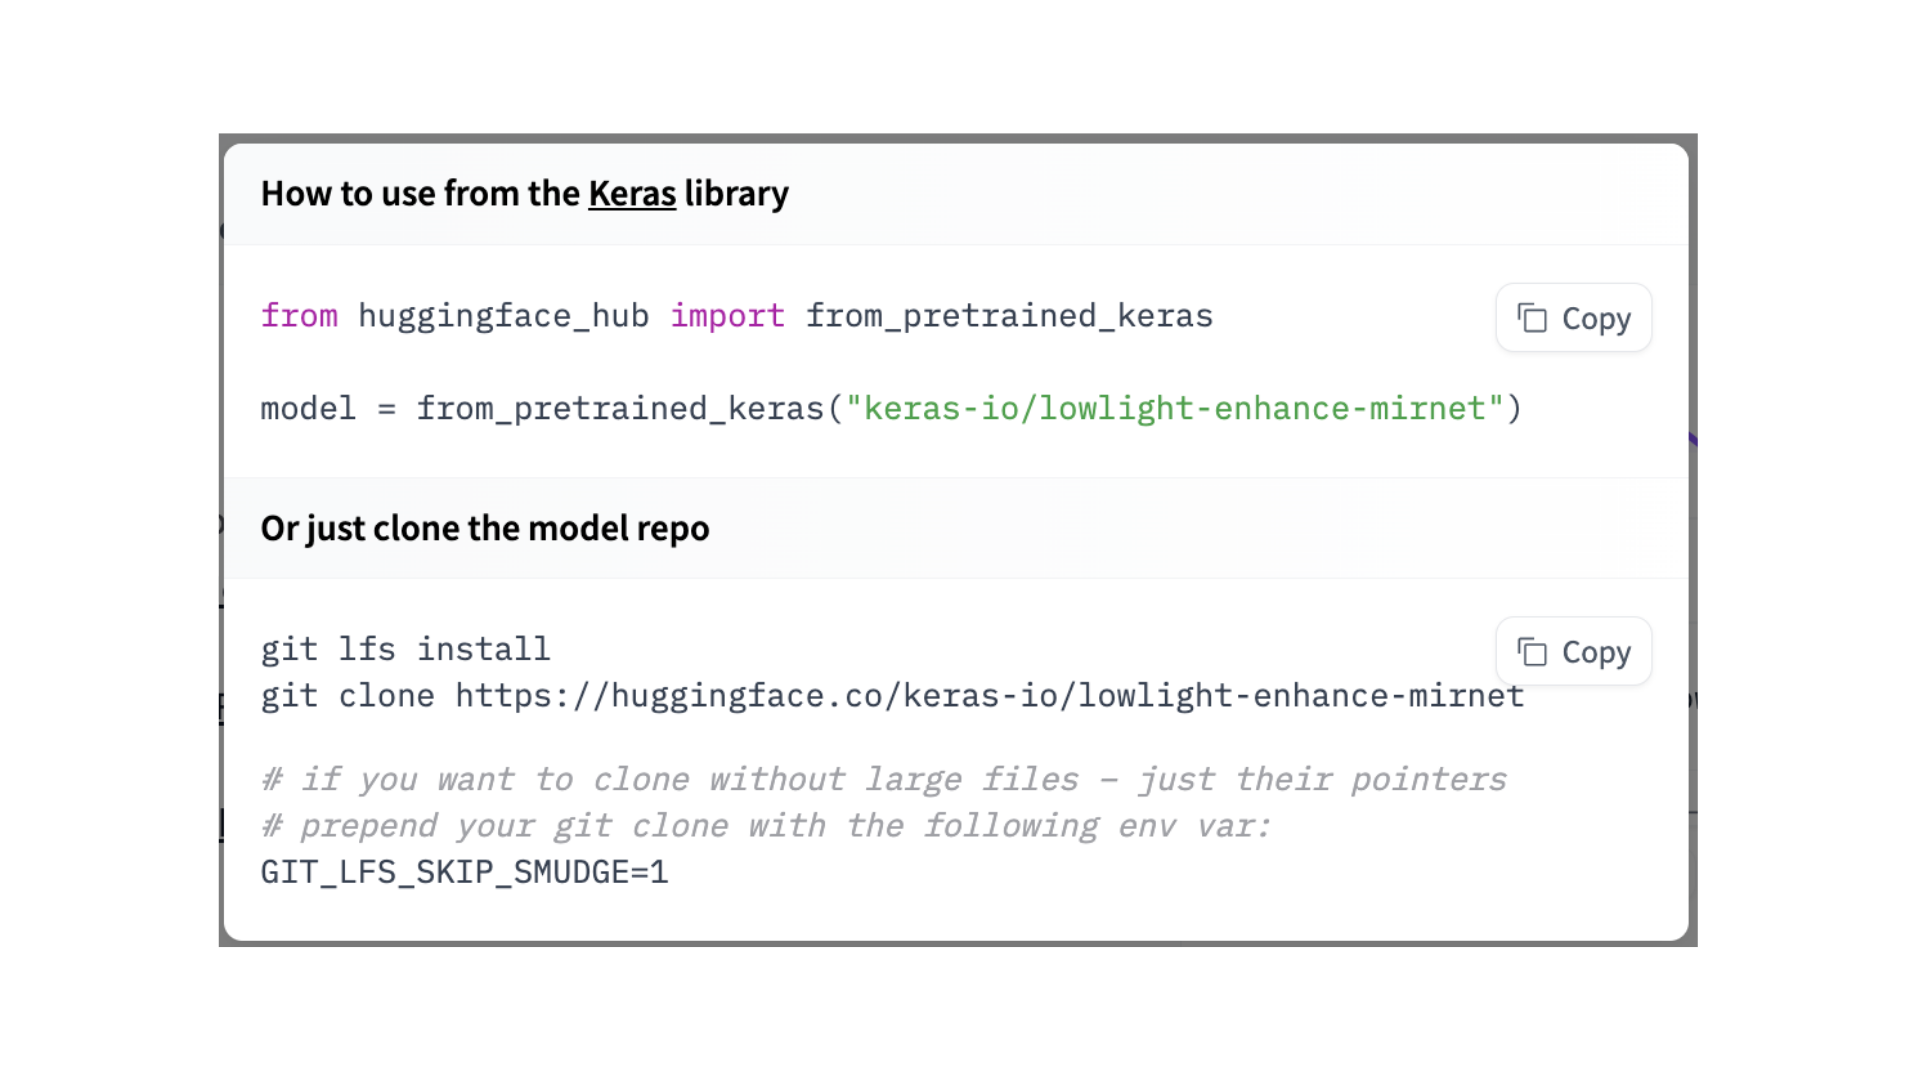 How to use from the Keras library
from huggingface_hub import from_pretrained_keras
Copy
model = from_pretrained_keras("keras-io/lowlight-enhance-mirnet")
Or just clone the model repo
git lfs install
Copy
git clone https://huggingface.co/keras-io/lowlight-enhance-mirnet
# if you want to clone without large files – just their pointers
# prepend your git clone with the following env var:
GIT_LFS_SKIP_SMUDGE=1